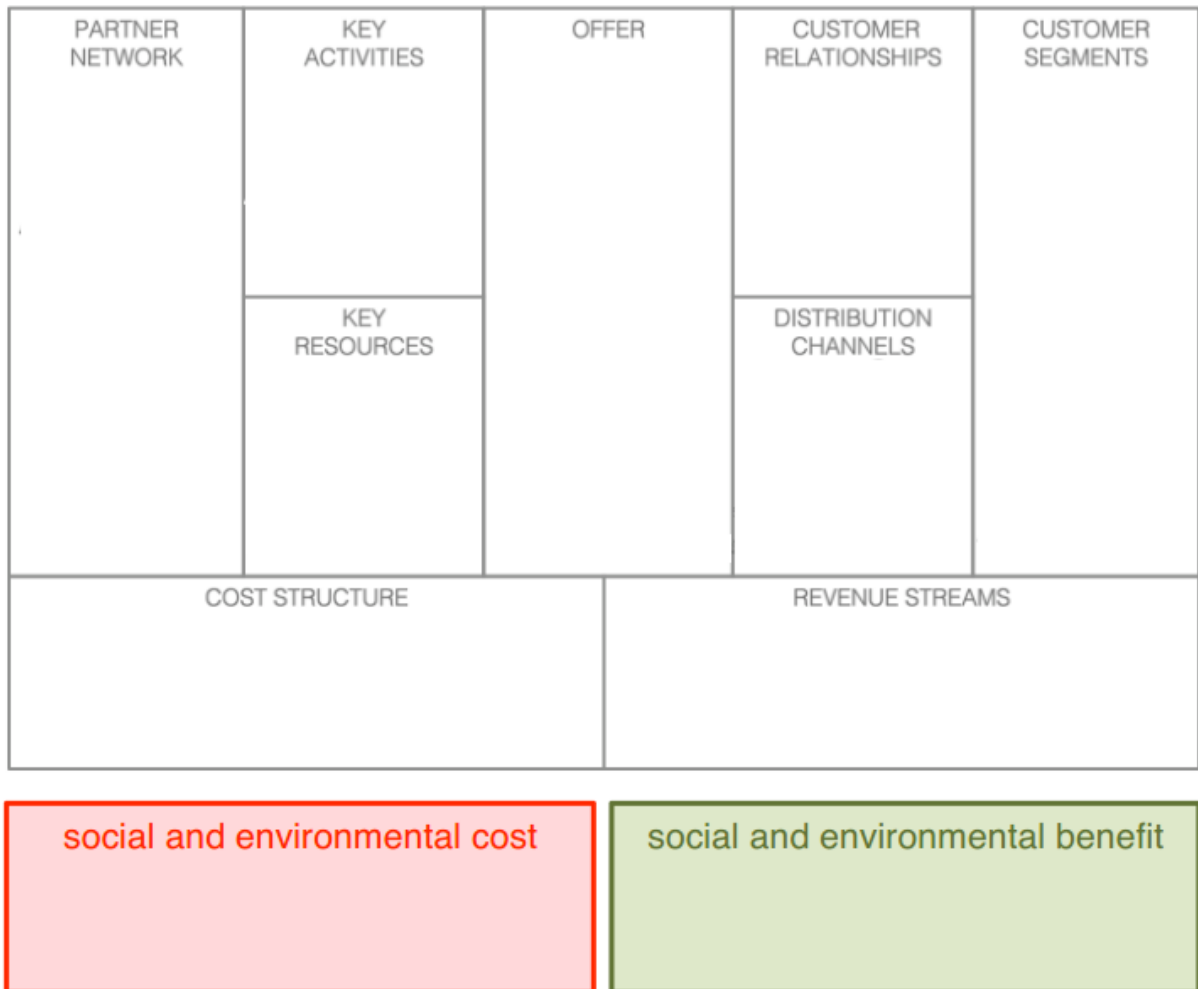 PARTNER
NETWORK
KEY
ACTIVITIES
OFFER
CUSTOMER
RELATIONSHIPS
CUSTOMER
SEGMENTS
KEY
RESOURCES
DISTRIBUTION
CHANNELS
COST STRUCTURE
REVENUE STREAMS
social and environmental cost
social and environmental benefit